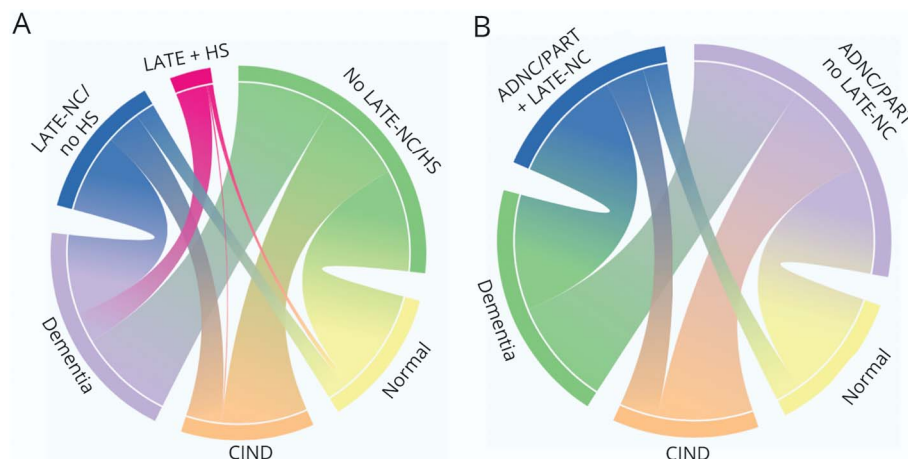 A
LATE-NC/
no HS
LATE + HS
No LATE-NC/HS
Dementia
CIND
Normal
B
ADNC/PART
+ LATE-NC
ADNC/PART
no LATE-NC
Dementia
CIND
Normal